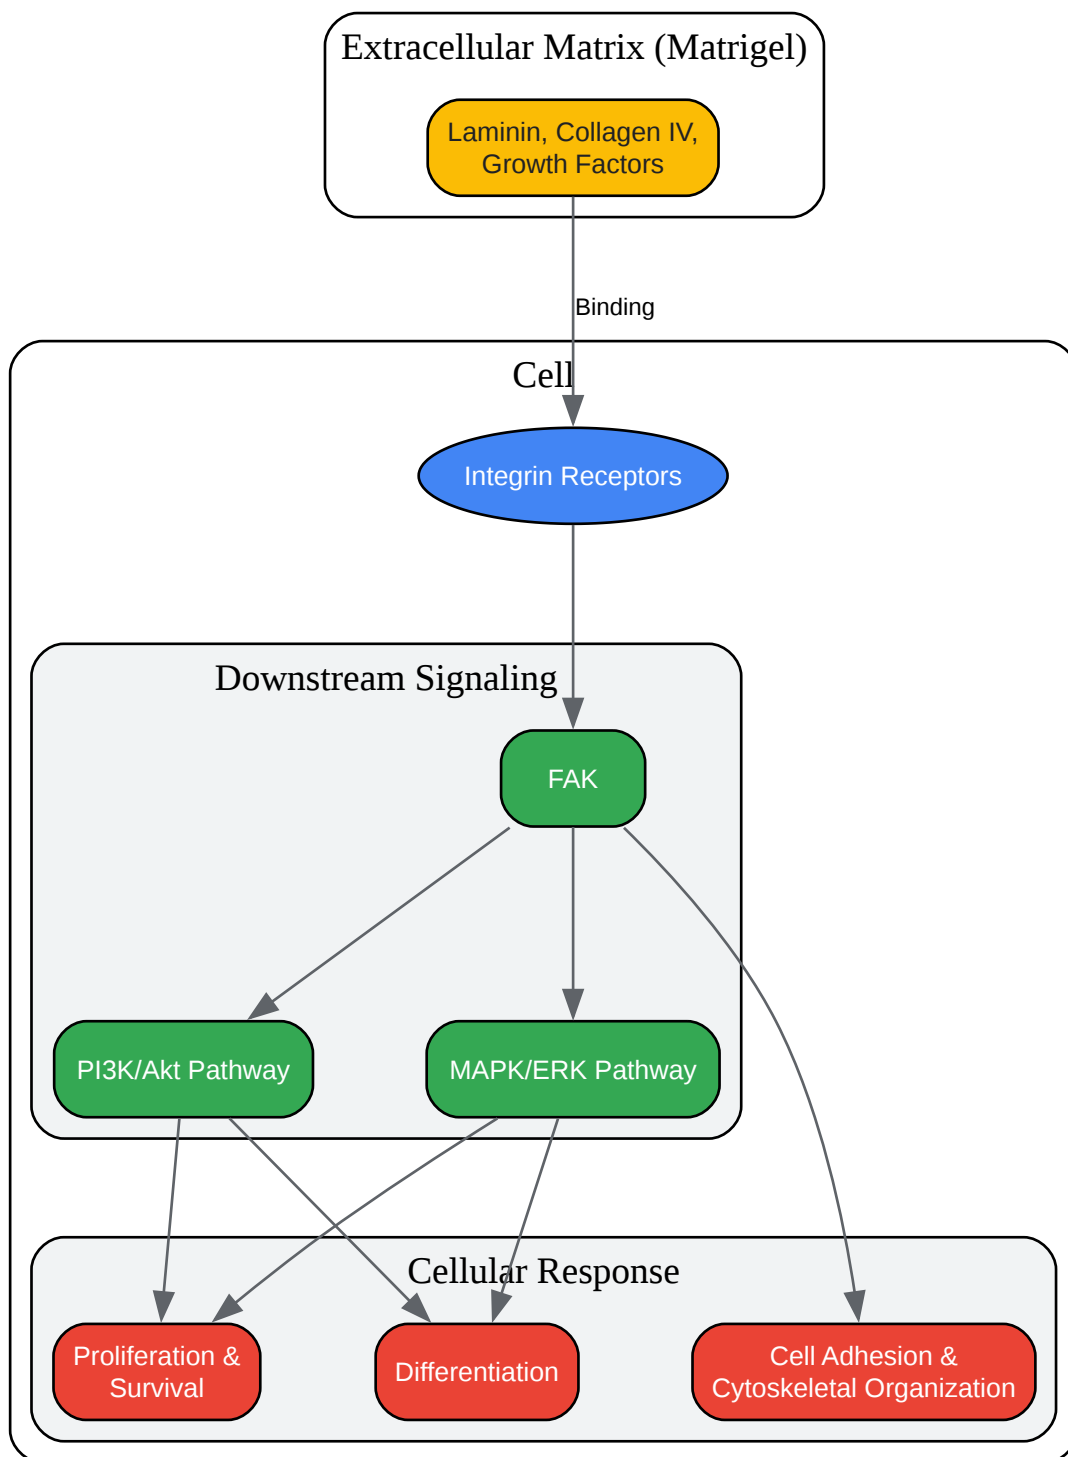 Extracellular Matrix (Matrigel)
Laminin, Collagen IV,
Growth Factors
Binding
Cell
Integrin Receptors
Downstream Signaling
FAK
PI3K/Akt Pathway
MAPK/ERK Pathway
Cellular Response
Proliferation &
Survival
Differentiation
Cell Adhesion &
Cytoskeletal Organization